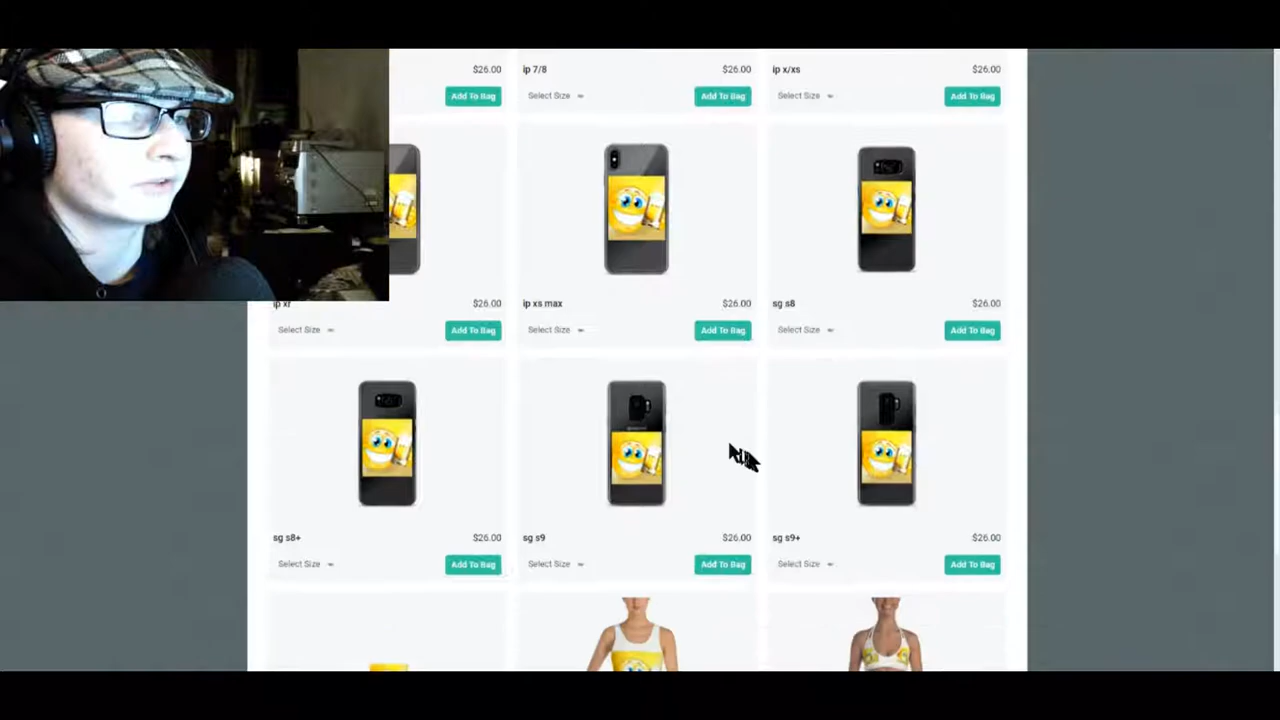 $26.00 ip 7/8 $26.00 ip x/xs $26.00
Add To Bag Select Size Add To Bag Select Size Add To Bag
ip xr $26.00 ip xs max $26.00 sg s8 $26.00
Select Size Add To Bag Select Size Add To Bag Select Size Add To Bag
sg s8+ $26.00 sg s9 $26.00 sg s9+ $26.00
Select Size Add To Bag Select Size Add To Bag Select Size Add To Bag